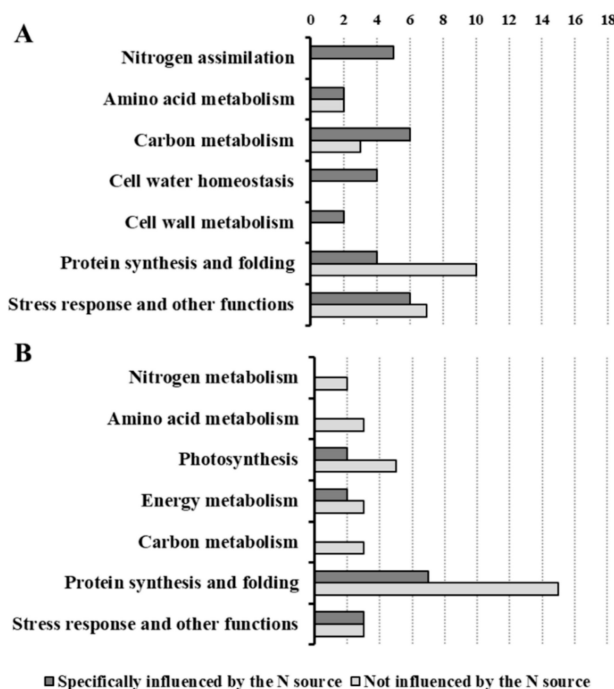 0 2 4 6 8 10 12 14 16 18
A
Nitrogen assimilation
Amino acid metabolism
Carbon metabolism
Cell water homeostasis
Cell wall metabolism
Protein synthesis and folding
Stress response and other functions
B
Nitrogen metabolism
Amino acid metabolism
Photosynthesis
Energy metabolism
Carbon metabolism
Protein synthesis and folding
Stress response and other functions
Specifically influenced by the N source Not influenced by the N source